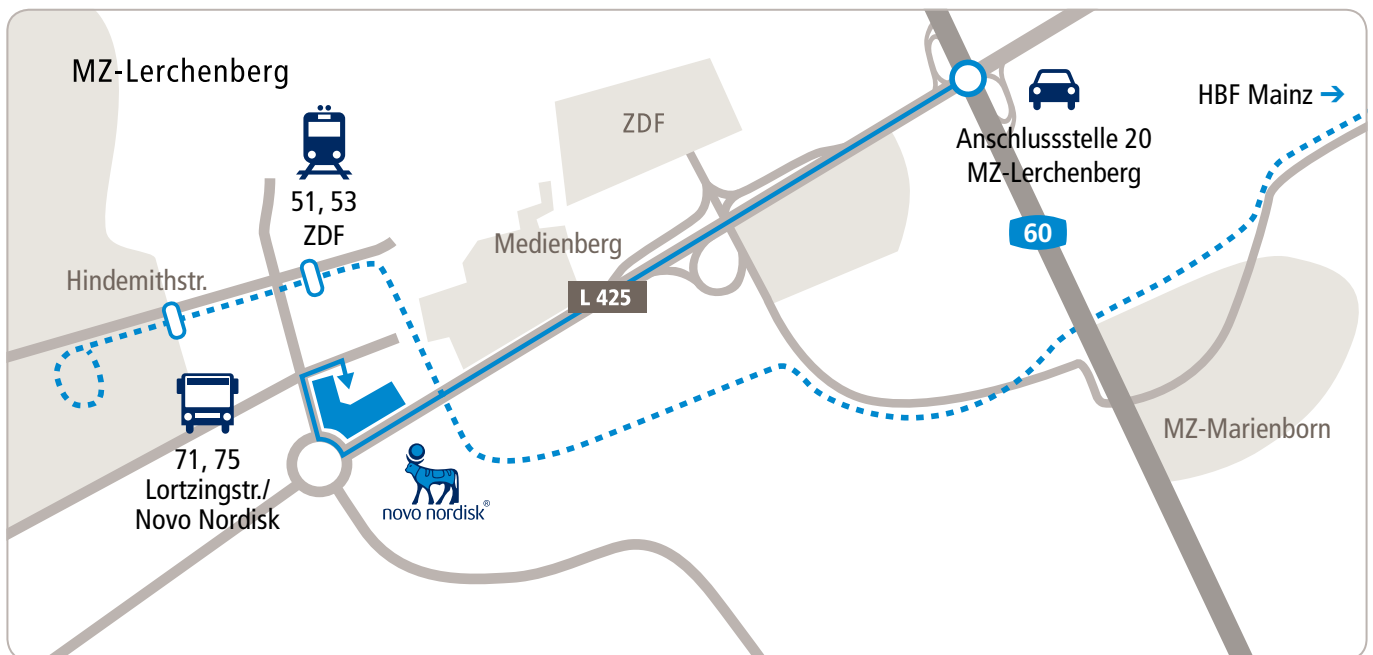 MZ-Lerchenberg
ZDF
HBF Mainz →
Anschlussstelle 20
MZ-Lerchenberg
51, 53
ZDF
60
Medienberg
Hindemithstr.
L 425
MZ-Marienborn
71, 75
Lortzingstr./
Novo Nordisk
novo nordisk®